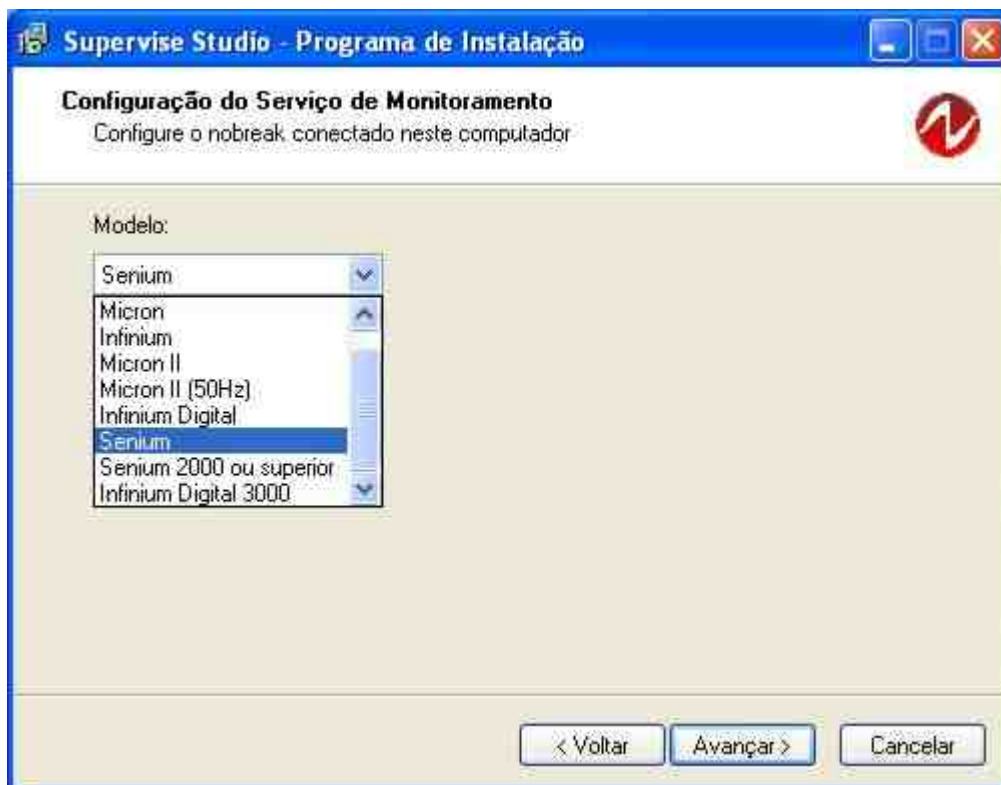 Supervise Studio - Programa de Instalação
Configuração do Serviço de Monitoramento
Configure o nobreak conectado neste computador
Modelo:
Senium
Micron
Infinium
Micron II
Micron II (50Hz)
Infinium Digital
Senium
Senium 2000 ou superior
Infinium Digital 3000
< Voltar
Avançar >
Cancelar